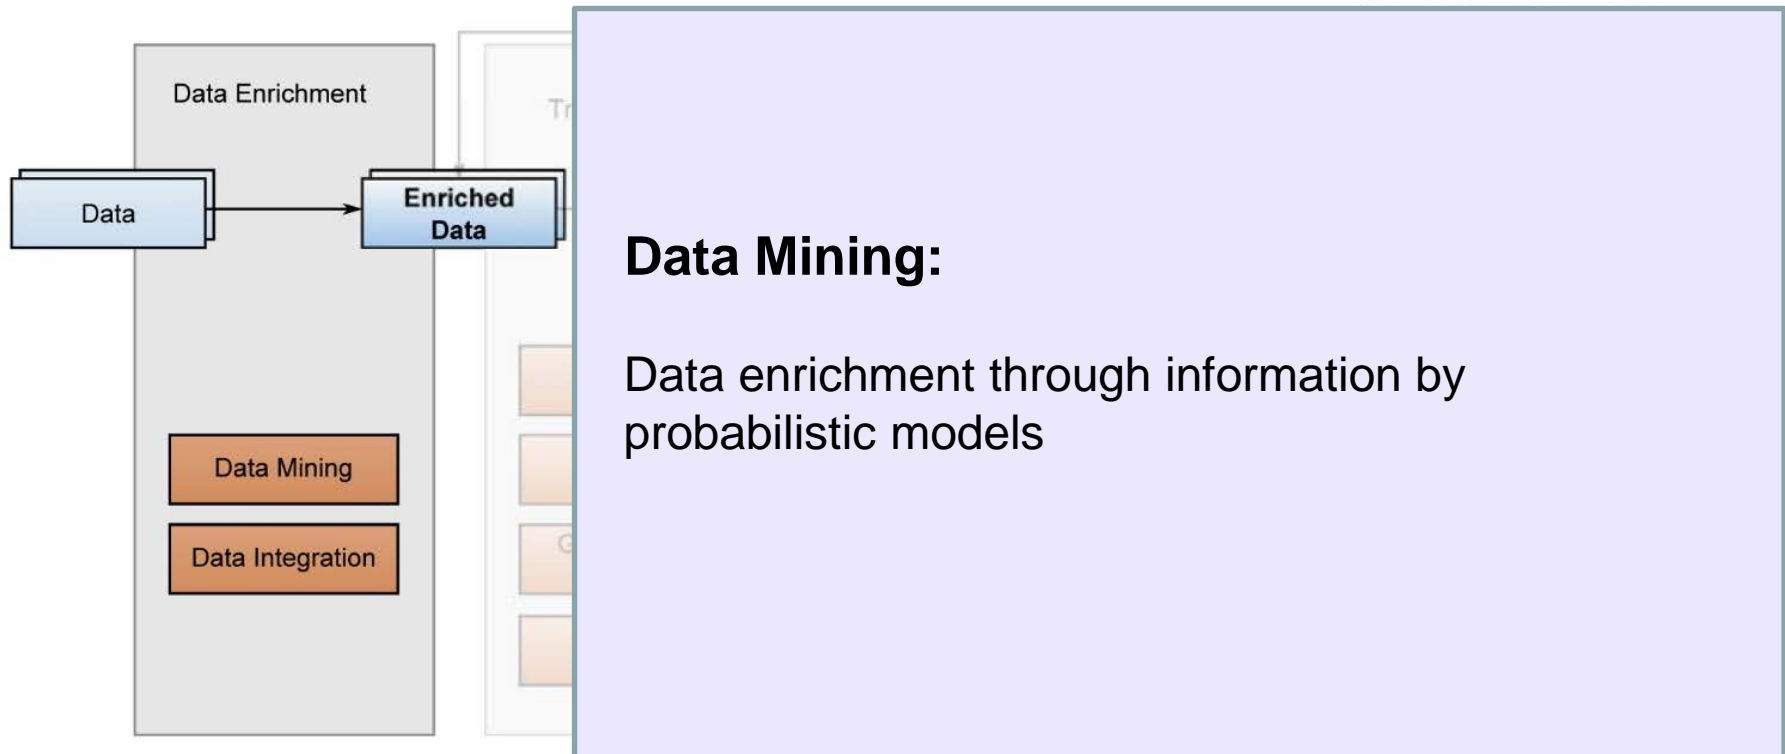 Data Enrichment
Data
Enriched
Data
Data Mining
Data Integration
Data Mining:
Data enrichment through information by
probabilistic models